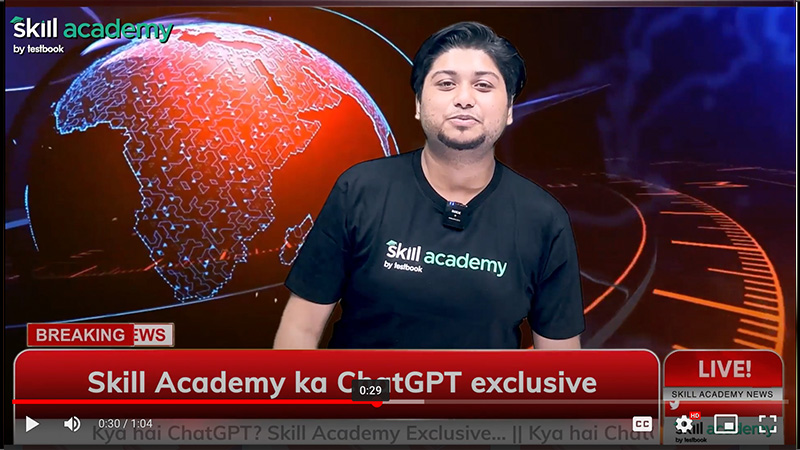 skill academy
by testbook
skill academy
by testbook
BREAKING EWS
Skill Academy ka ChatGPT exclusive
0:29
LIVE!
SKILL ACADEMY NEWS
0:30 / 1:04
Kya hai ChatGPT? Skill Academy Exclusive... || Kya hai Chat
CC
HD
skill academy
by testbook